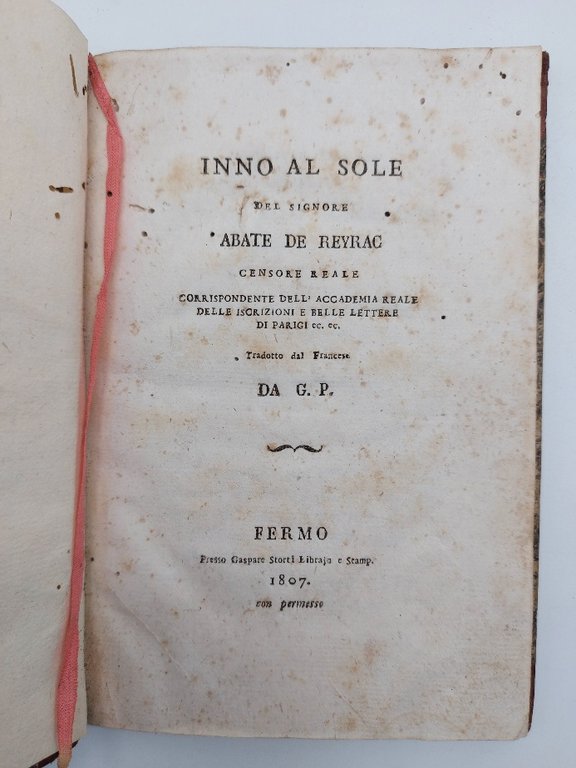 INNO AL SOLE
DEL SIGNORE
ABATE DE REYRAC
CENSORE REALE
CORRISPONDENTE DELL' ACCADEMIA REALE
DELLE ISCRIZIONI E BELLE LETTERE
DI PARIGI ec. ec.
Tradotto dal Francese
DA G. P.
FERMO
Presso Gaspare Storti Librajo e Stamp.
1807.
con permesso